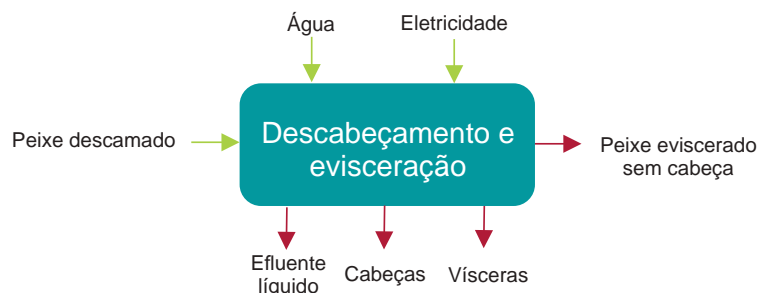 Água
Eletricidade
Peixe descamado
Descabeçamento e
evisceração
Peixe eviscerado
sem cabeça
Efluente
líquido
Cabeças
Vísceras